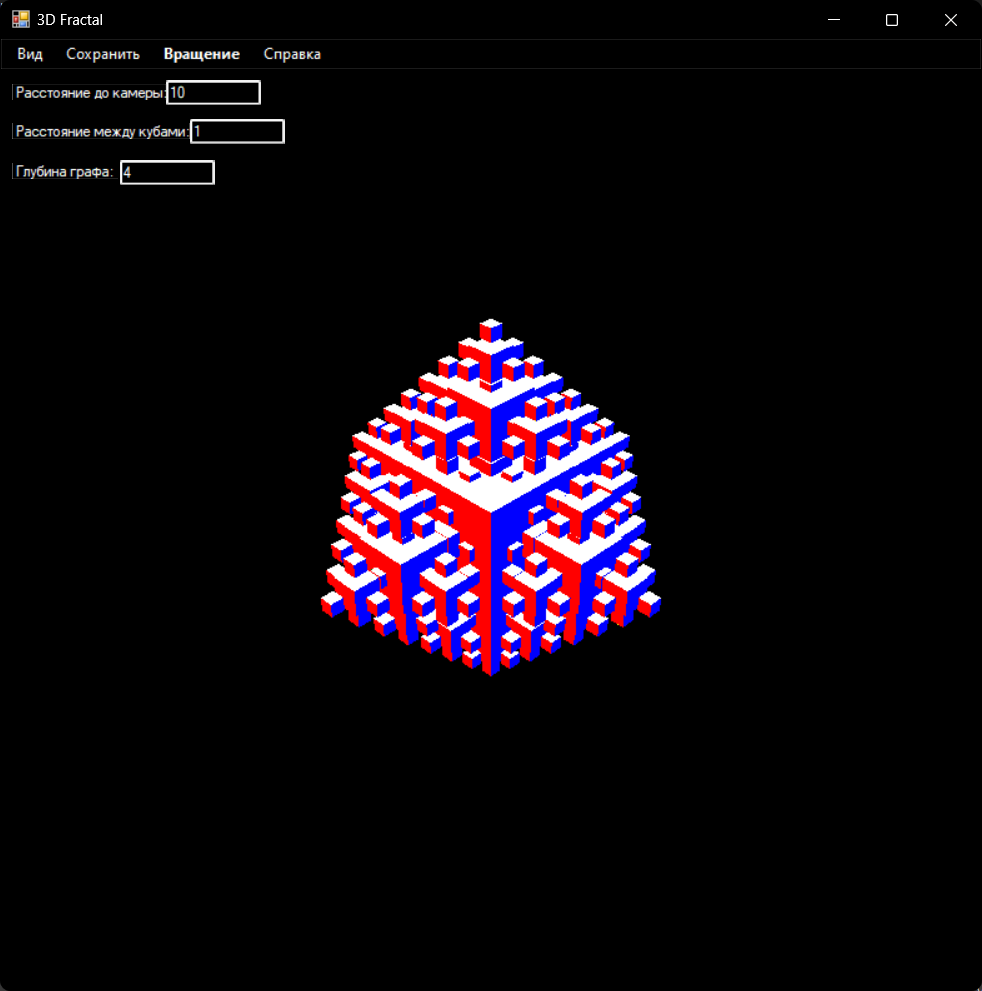 3D Fractal
Вид Сохранить Вращение Справка
Расстояние до камеры: 10
Расстояние между кубами: 1
Глубина графа: 4